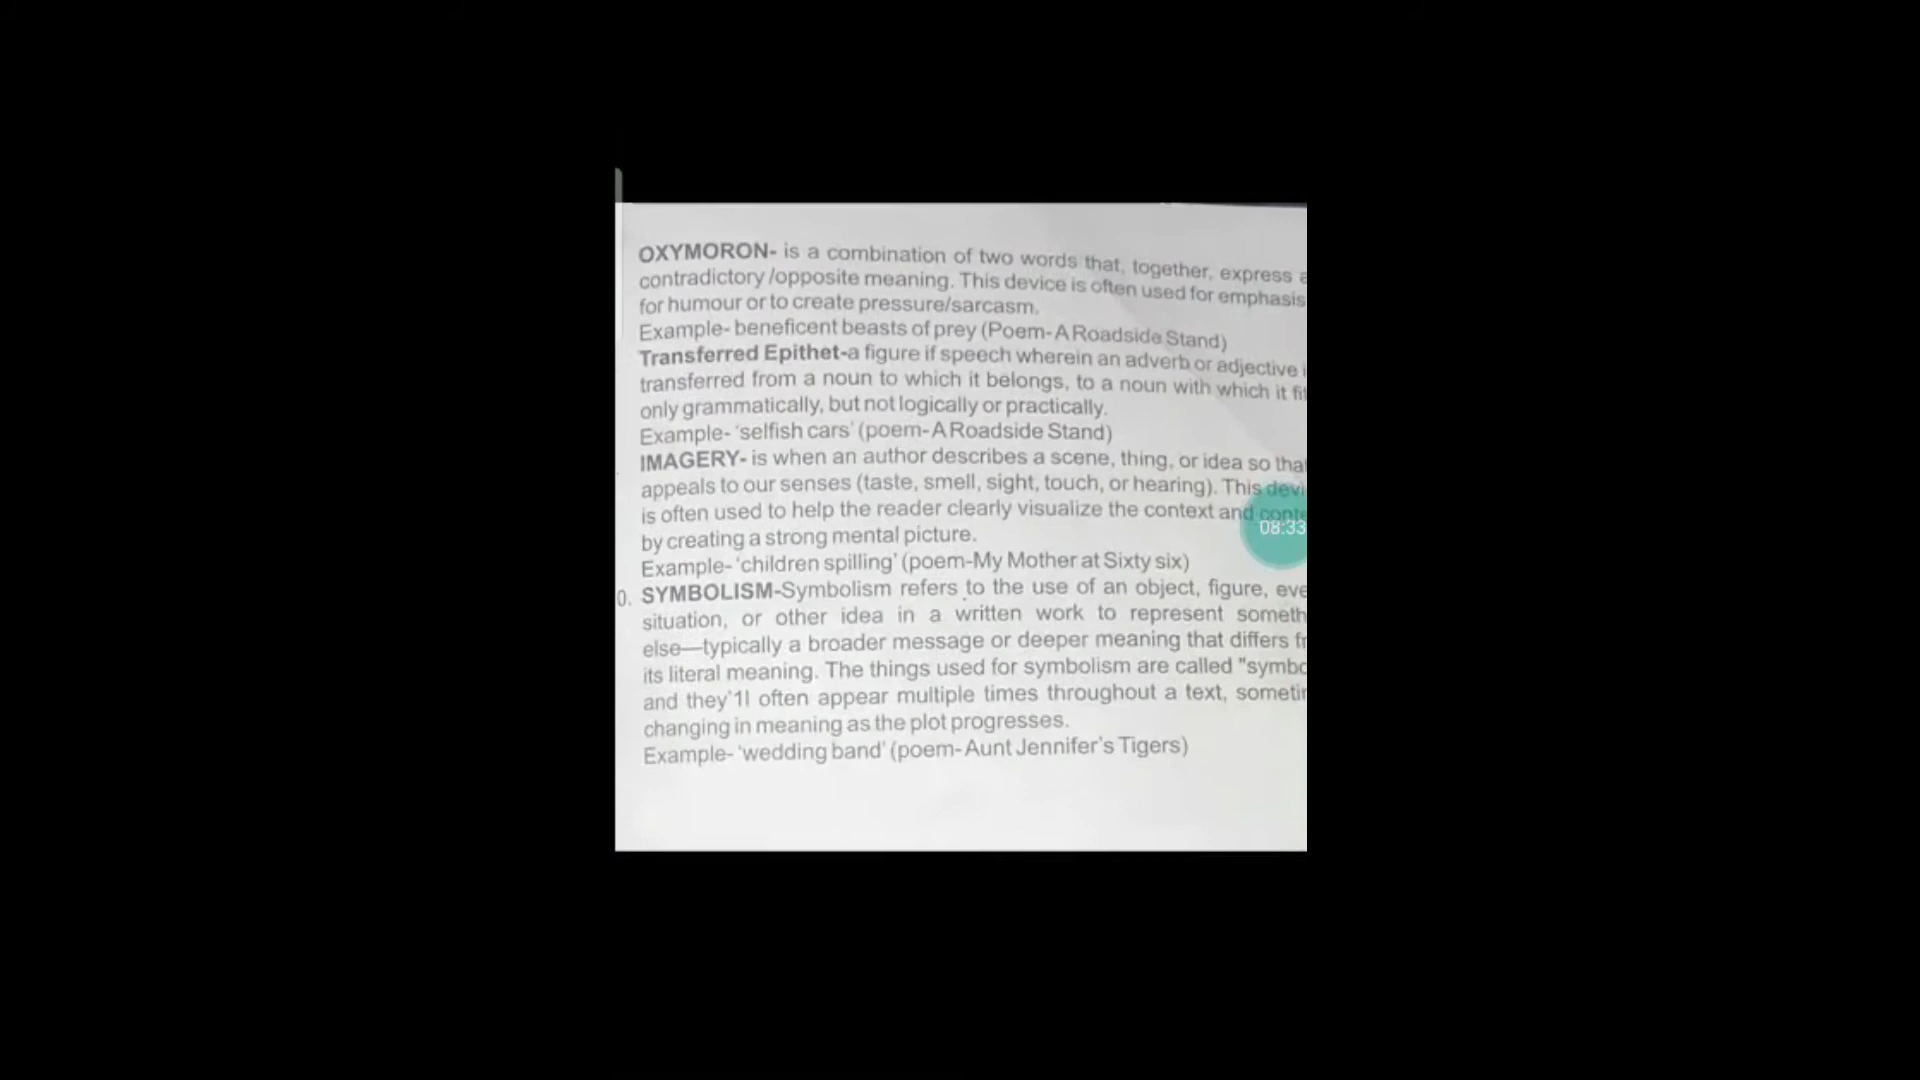 OXYMORON- is a combination of two words that, together, express a
contradictory /opposite meaning. This device is often used for emphasis
for humour or to create pressure/sarcasm.
Example- beneficent beasts of prey (Poem- A Roadside Stand)
Transferred Epithet-a figure if speech wherein an adverb or adjective i
transferred from a noun to which it belongs, to a noun with which it fi
only grammatically, but not logically or practically.
Example- 'selfish cars' (poem- A Roadside Stand)
IMAGERY- is when an author describes a scene, thing, or idea so tha
appeals to our senses (taste, smell, sight, touch, or hearing). This devi
is often used to help the reader clearly visualize the context and conte
08:33
by creating a strong mental picture.
Example- 'children spilling' (poem-My Mother at Sixty six)
0. SYMBOLISM-Symbolism refers to the use of an object, figure, eve
situation, or other idea in a written work to represent someth
else—typically a broader message or deeper meaning that differs fr
its literal meaning. The things used for symbolism are called "symbo
and they'1l often appear multiple times throughout a text, sometin
changing in meaning as the plot progresses.
Example- 'wedding band' (poem- Aunt Jennifer's Tigers)